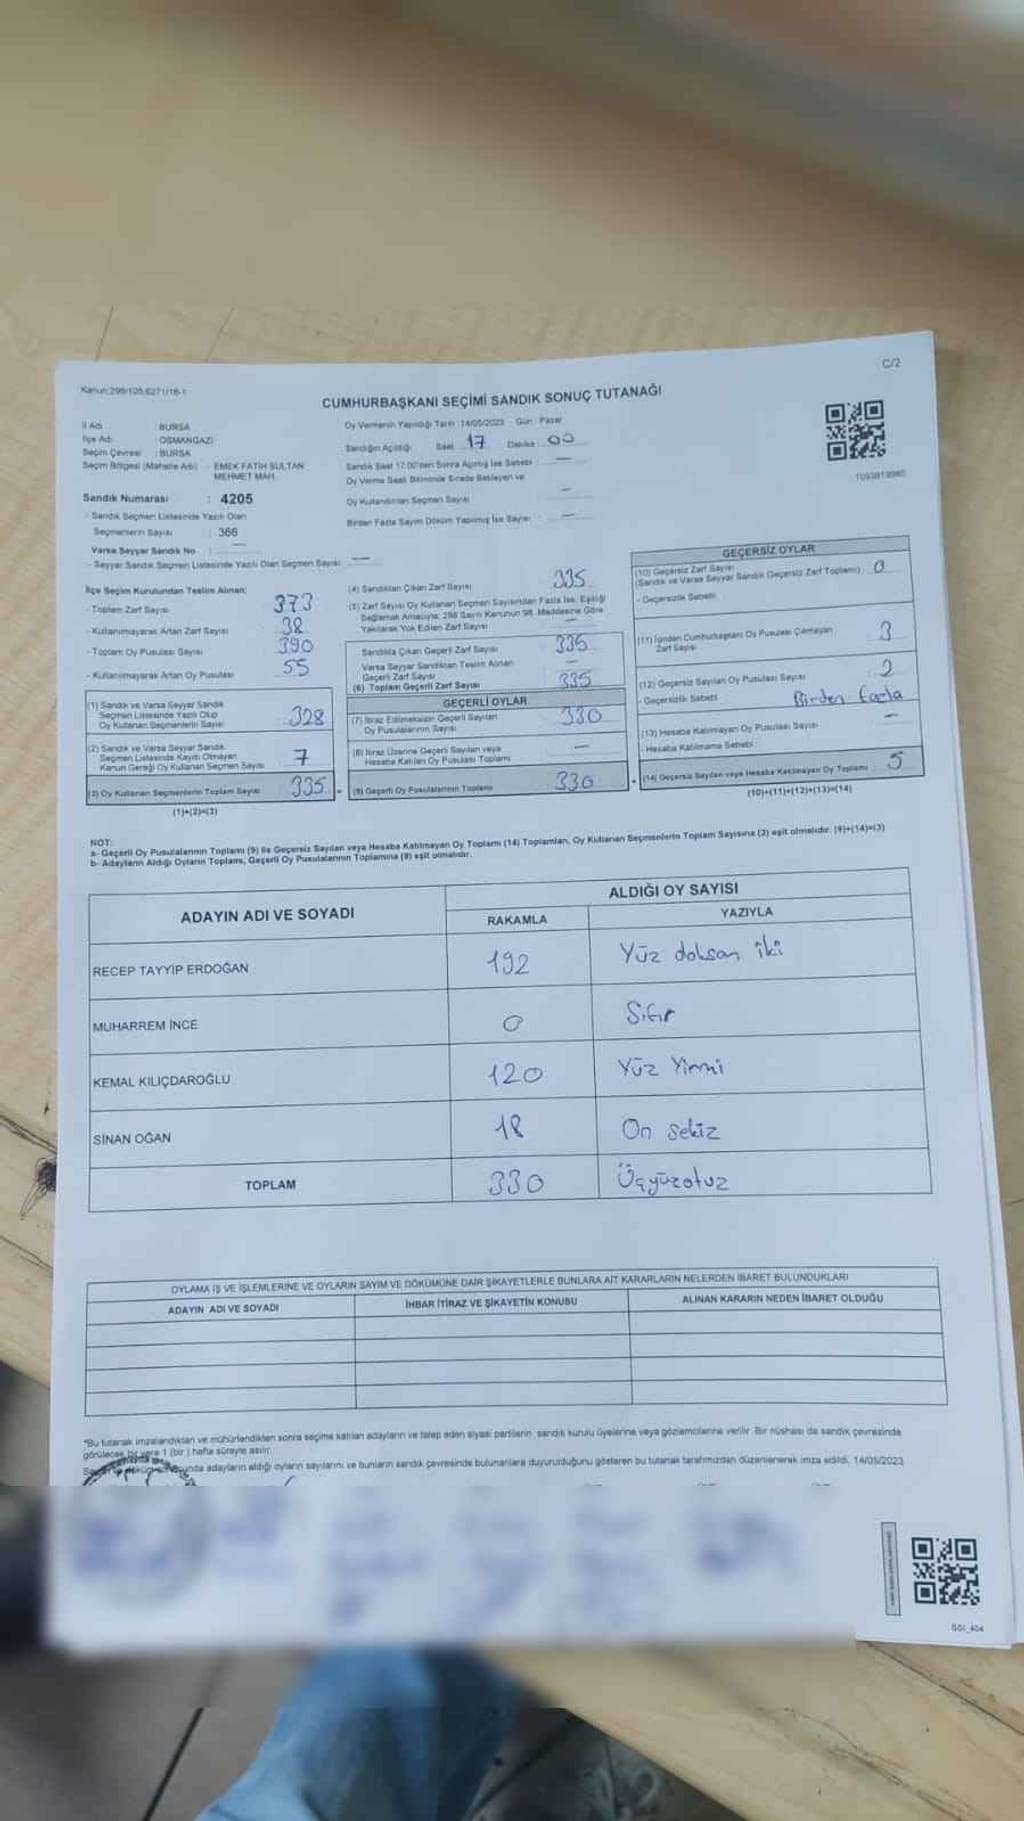 C/2
Kanun:298/105,6271/16-1
CUMHURBAŞKANI SEÇİMİ SANDIK SONUÇ TUTANAĞI
İl Adı : BURSA
İlçe Adı : OSMANGAZİ
Seçim Çevresi : BURSA
Seçim Bölgesi (Mahalle Adı) : EMEK FATİH SULTAN
MEHMET MAH.
Sandık Numarası : 4205
- Sandık Seçmen Listesinde Yazılı Olan
Seçmenlerin Sayısı : 366
Varsa Seyyar Sandık No :
- Seyyar Sandık Seçmen Listesinde Yazılı Olan Seçmen Sayısı: —
Oy Vermenin Yapıldığı Tarih :14/05/2023 Gün : Pazar
Sandığın Açıldığı Saat : 17 Dakika : 00
Sandık Saat 17.00'den Sonra Açılmış İse Sebebi : —
Oy Verme Saati Bitiminde Sırada Bekleyen ve
Oy Kullandırılan Seçmen Sayısı : —
Birden Fazla Sayım Döküm Yapılmış İse Sayısı : —
1093819980
İlçe Seçim Kurulundan Teslim Alınan;
- Toplam Zarf Sayısı : 373
- Kullanılmayarak Artan Zarf Sayısı : 38
- Toplam Oy Pusulası Sayısı : 390
- Kullanılmayarak Artan Oy Pusulası : 55
(1) Sandık ve Varsa Seyyar Sandık
Seçmen Listesinde Yazılı Olup
Oy Kullanan Seçmenlerin Sayısı : 328
(2) Sandık ve Varsa Seyyar Sandık
Seçmen Listesinde Kayıtlı Olmayan
Kanun Gereği Oy Kullanan Seçmen Sayısı : 7
(3) Oy Kullanan Seçmenlerin Toplam Sayısı : 335
(1)+(2)=(3)
(4) Sandıktan Çıkan Zarf Sayısı : 335
(5) Zarf Sayısı Oy Kullanan Seçmen Sayısından Fazla İse, Eşitliği
Sağlamak Amacıyla, 298 Sayılı Kanunun 98. Maddesine Göre
Yakılarak Yok Edilen Zarf Sayısı : —
Sandıkta Çıkan Geçerli Zarf Sayısı : 335
Varsa Seyyar Sandıktan Teslim Alınan
Geçerli Zarf Sayısı : —
(6) Toplam Geçerli Zarf Sayısı : 335
GEÇERLİ OYLAR
(7) İtiraz Edilmeksizin Geçerli Sayılan
Oy Pusulalarının Sayısı : 330
(8) İtiraz Üzerine Geçerli Sayılan veya
Hesaba Katılan Oy Pusulası Toplamı : —
(9) Geçerli Oy Pusulalarının Toplamı : 330
GEÇERSİZ OYLAR
(10) Geçersiz Zarf Sayısı
(Sandık ve Varsa Seyyar Sandık Geçersiz Zarf Toplamı) : 0
- Geçersizlik Sebebi :
(11) İçinden Cumhurbaşkanı Oy Pusulası Çıkmayan
Zarf Sayısı : 3
(12) Geçersiz Sayılan Oy Pusulası Sayısı : 2
- Geçersizlik Sebebi : Birden fazla
(13) Hesaba Katılmayan Oy Pusulası Sayısı : —
- Hesaba Katılmama Sebebi :
(14) Geçersiz Sayılan veya Hesaba Katılmayan Oy Toplamı : 5
(10)+(11)+(12)+(13)=(14)
NOT:
a- Geçerli Oy Pusulalarının Toplamı (9) ile Geçersiz Sayılan veya Hesaba Katılmayan Oy Toplamı (14) Toplamları, Oy Kullanan Seçmenlerin Toplam Sayısına (3) eşit olmalıdır. (9)+(14)=(3)
b- Adayların Aldığı Oyların Toplamı, Geçerli Oy Pusulalarının Toplamına (9) eşit olmalıdır.
ADAYIN ADI VE SOYADI
ALDIĞI OY SAYISI
RAKAMLA YAZIYLA
RECEP TAYYİP ERDOĞAN 192 Yüz doksan iki
MUHARREM İNCE 0 Sıfır
KEMAL KILIÇDAROĞLU 120 Yüz Yirmi
SİNAN OĞAN 18 On sekiz
TOPLAM 330 Üçyüzotuz
OYLAMA İŞ VE İŞLEMLERİNE VE OYLARIN SAYIM VE DÖKÜMÜNE DAİR ŞİKAYETLERLE BUNLARA AİT KARARLARIN NELERDEN İBARET BULUNDUKLARI
ADAYIN ADI VE SOYADI İHBAR İTİRAZ VE ŞİKAYETİN KONUSU ALINAN KARARIN NEDEN İBARET OLDUĞU
*Bu tutanak imzalandıktan ve mühürlendikten sonra seçime katılan adayların ve talep eden siyasi partilerin, sandık kurulu üyelerine veya gözlemcilerine verilir. Bir nüshası da sandık çevresinde
görülecek bir yere 1 (bir ) hafta süreyle asılır.
adayların aldığı oyların sayılarını ve bunların sandık çevresinde bulunanlara duyurulduğunu gösteren bu tutanak tarafımızdan düzenlenerek imza edildi. 14/05/2023